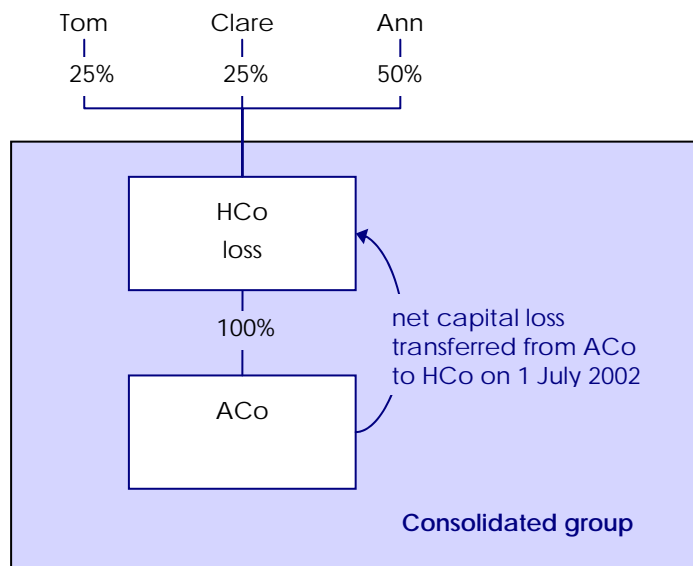 Tom Clare Ann
25% 25% 50%
HCo
loss
100%
net capital loss
transferred from ACo
to HCo on 1 July 2002
ACo
Consolidated group